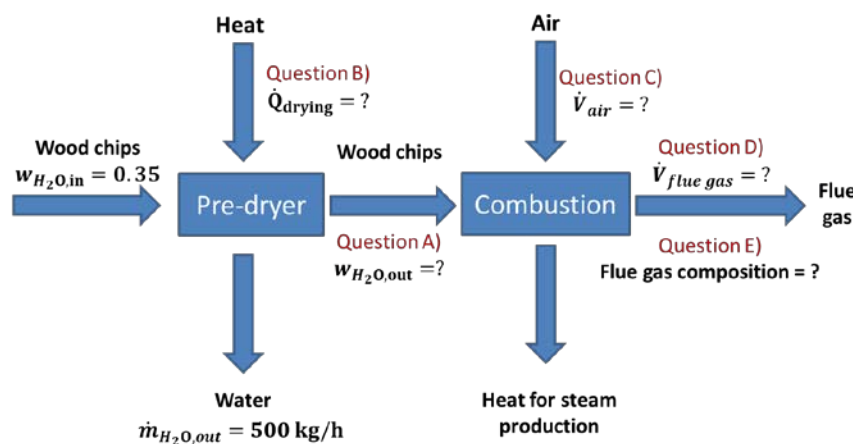 Heat
Air
Question B)
Q̇drying = ?
Question C)
V̇air = ?
Wood chips
wH₂O,in = 0.35
Wood chips
Question D)
V̇flue gas = ?
Pre-dryer
Combustion
Flue
gas
Question A)
wH₂O,out =?
Question E)
Flue gas composition = ?
Water
ṁH₂O,out = 500 kg/h
Heat for steam
production